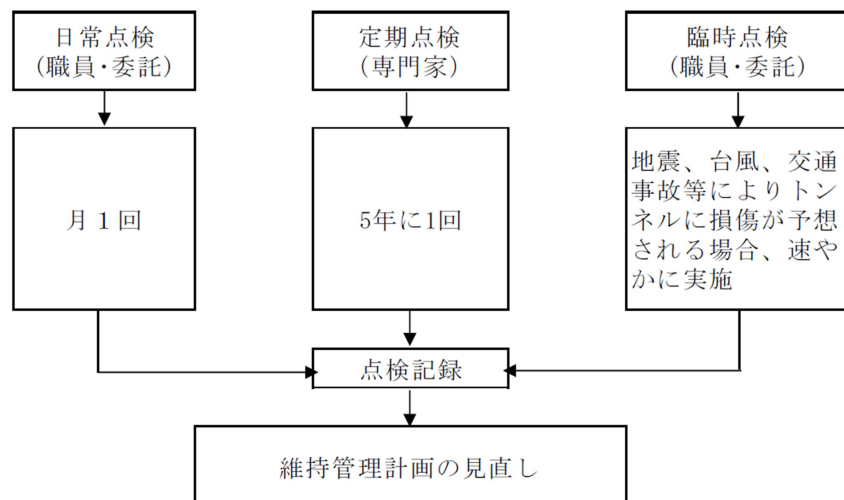 日常点検
(職員･委託)
定期点検
(専門家)
臨時点検
(職員･委託)
月１回
5年に1回
地震、台風、交通
事故等によりトン
ネルに損傷が予想
される場合、速や
かに実施
点検記録
維持管理計画の見直し